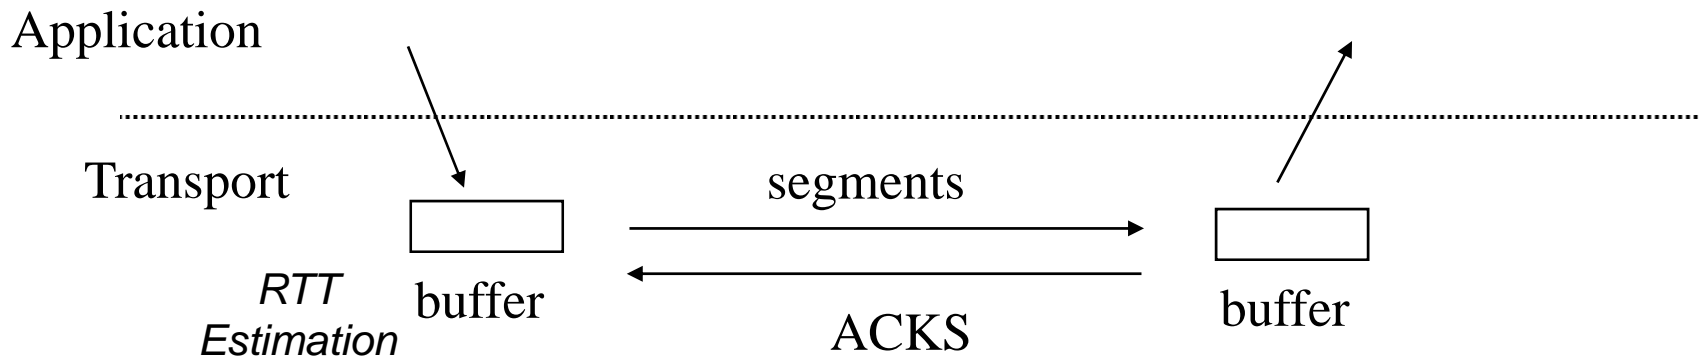 Application
Transport
segments
RTT
Estimation
buffer
ACKS
buffer